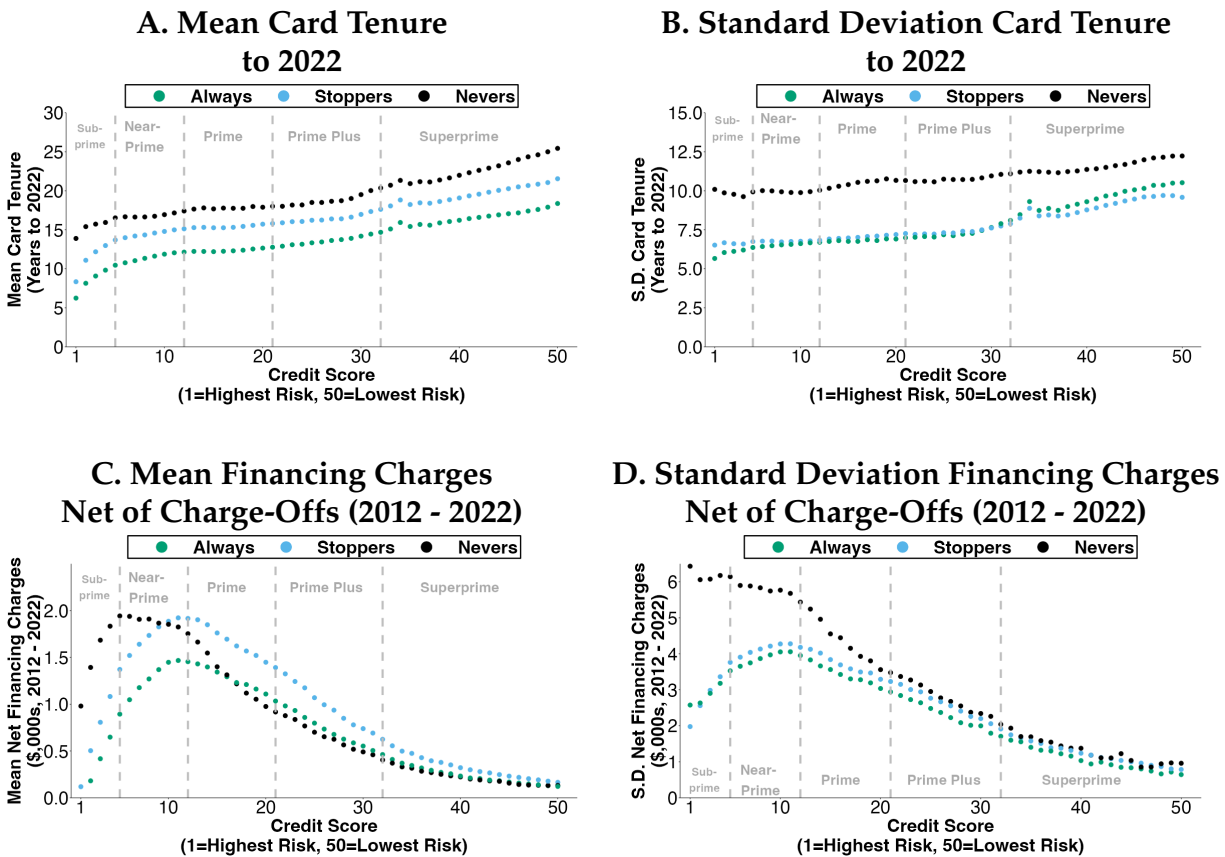 A. Mean Card Tenure
to 2022
Always Stoppers Nevers
30
25
20
15
10
5
0
Mean Card Tenure
(Years to 2022)
Sub-
prime
Near-
Prime
Prime
Prime Plus
Superprime
1 10 20 30 40 50
Credit Score
(1=Highest Risk, 50=Lowest Risk)
B. Standard Deviation Card Tenure
to 2022
Always Stoppers Nevers
15.0
12.5
10.0
7.5
5.0
2.5
0.0
S.D. Card Tenure
(Years to 2022)
Sub-
prime
Near-
Prime
Prime
Prime Plus
Superprime
1 10 20 30 40 50
Credit Score
(1=Highest Risk, 50=Lowest Risk)
C. Mean Financing Charges
Net of Charge-Offs (2012 - 2022)
Always Stoppers Nevers
2.0
1.5
1.0
0.5
0.0
Mean Net Financing Charges
($,000s, 2012 - 2022)
Sub-
prime
Near-
Prime
Prime
Prime Plus
Superprime
1 10 20 30 40 50
Credit Score
(1=Highest Risk, 50=Lowest Risk)
D. Standard Deviation Financing Charges
Net of Charge-Offs (2012 - 2022)
Always Stoppers Nevers
6
5
4
3
2
1
0
S.D. Net Financing Charges
($,000s, 2012 - 2022)
Sub-
prime
Near-
Prime
Prime
Prime Plus
Superprime
1 10 20 30 40 50
Credit Score
(1=Highest Risk, 50=Lowest Risk)